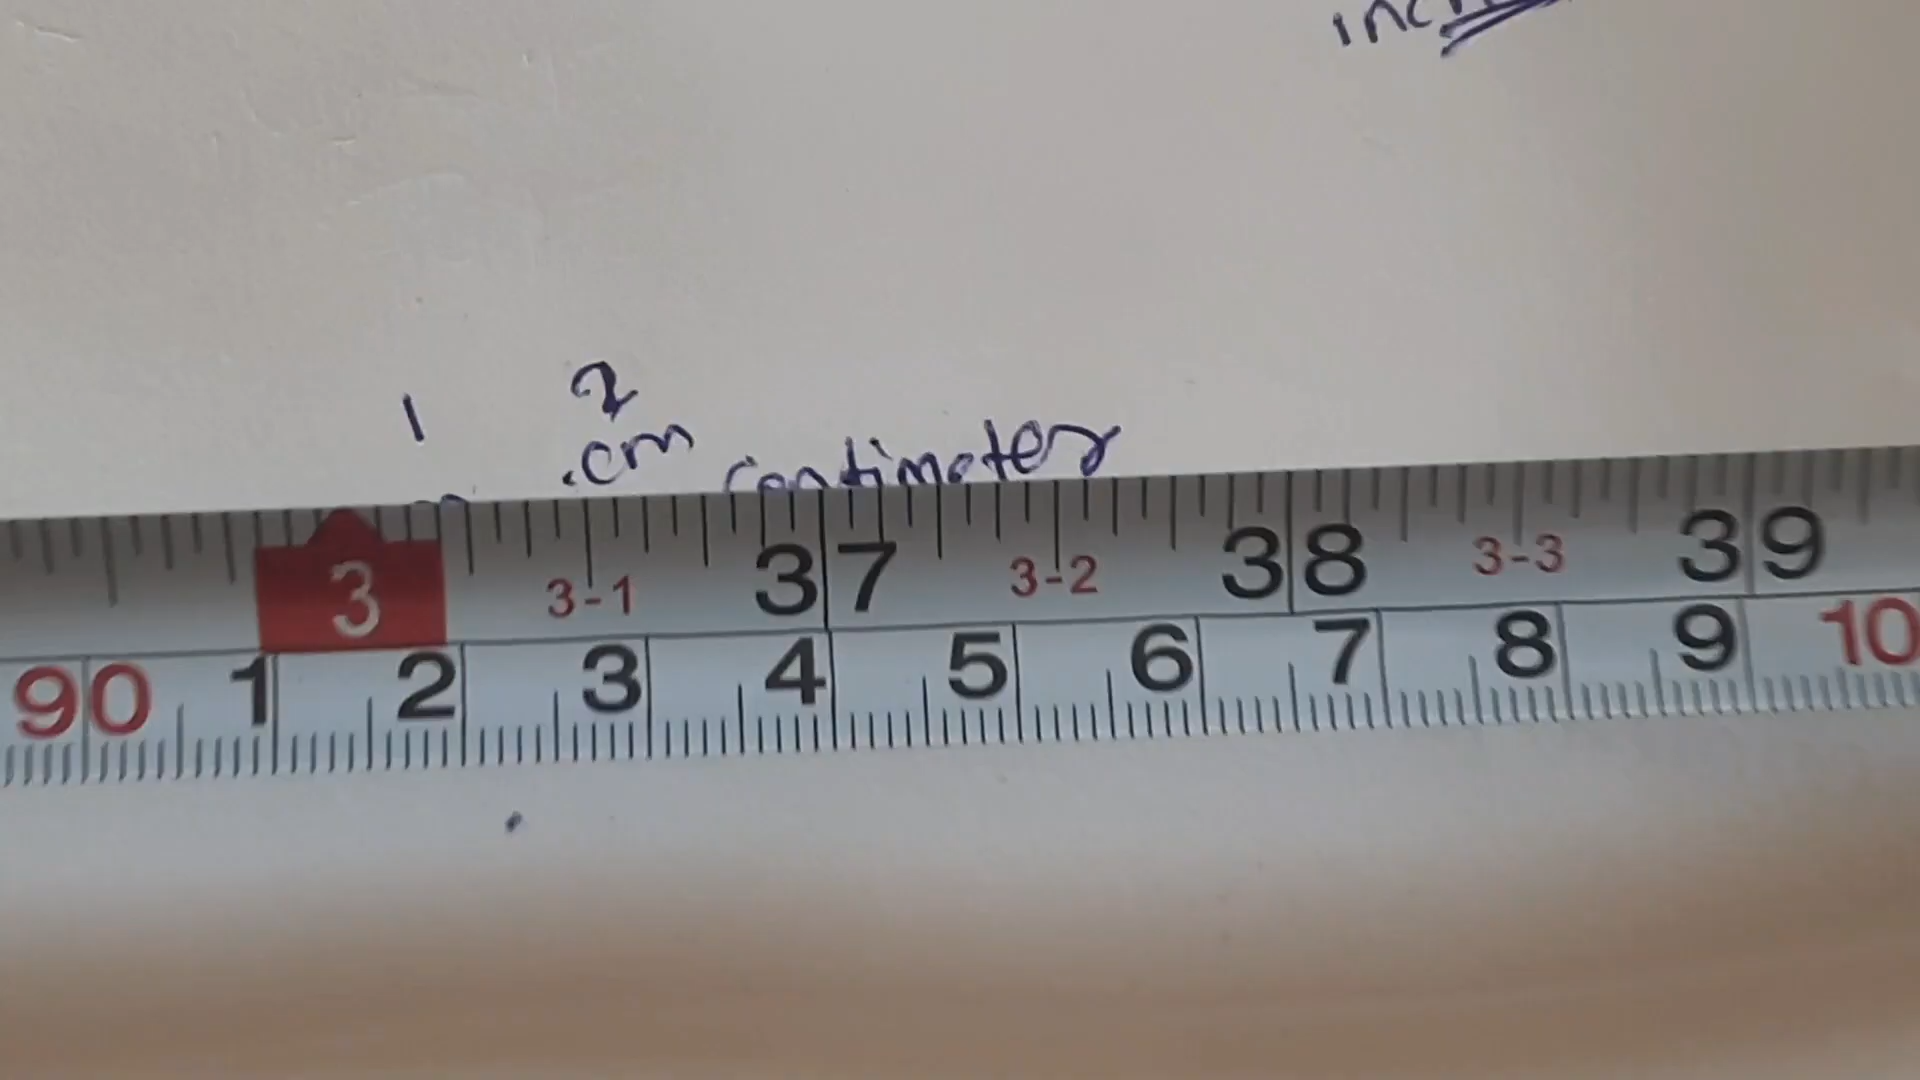 1 2
.cm centimeter
3 3-1 37 3-2 38 3-3 39
90 1 2 3 4 5 6 7 8 9 10